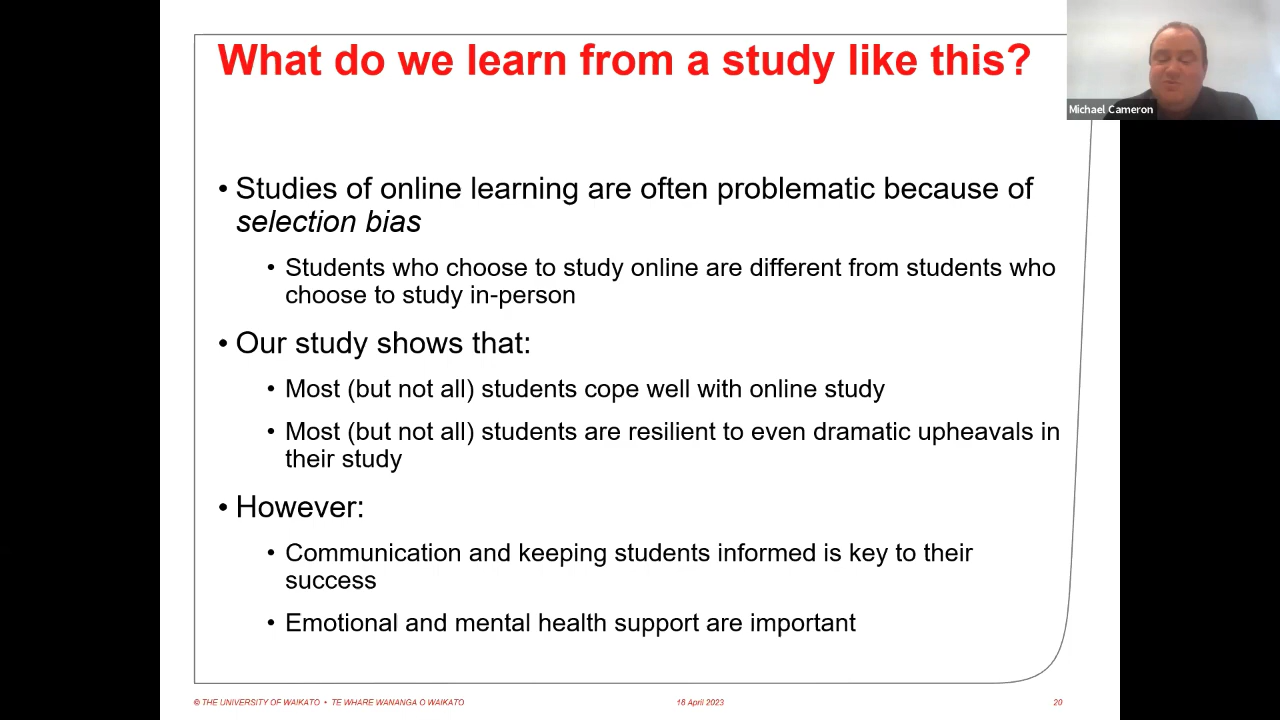 What do we learn from a study like this?
Michael Cameron
• Studies of online learning are often problematic because of
selection bias
• Students who choose to study online are different from students who
choose to study in-person
• Our study shows that:
• Most (but not all) students cope well with online study
• Most (but not all) students are resilient to even dramatic upheavals in
their study
• However:
• Communication and keeping students informed is key to their
success
• Emotional and mental health support are important
© THE UNIVERSITY OF WAIKATO • TE WHARE WANANGA O WAIKATO
18 April 2023
20